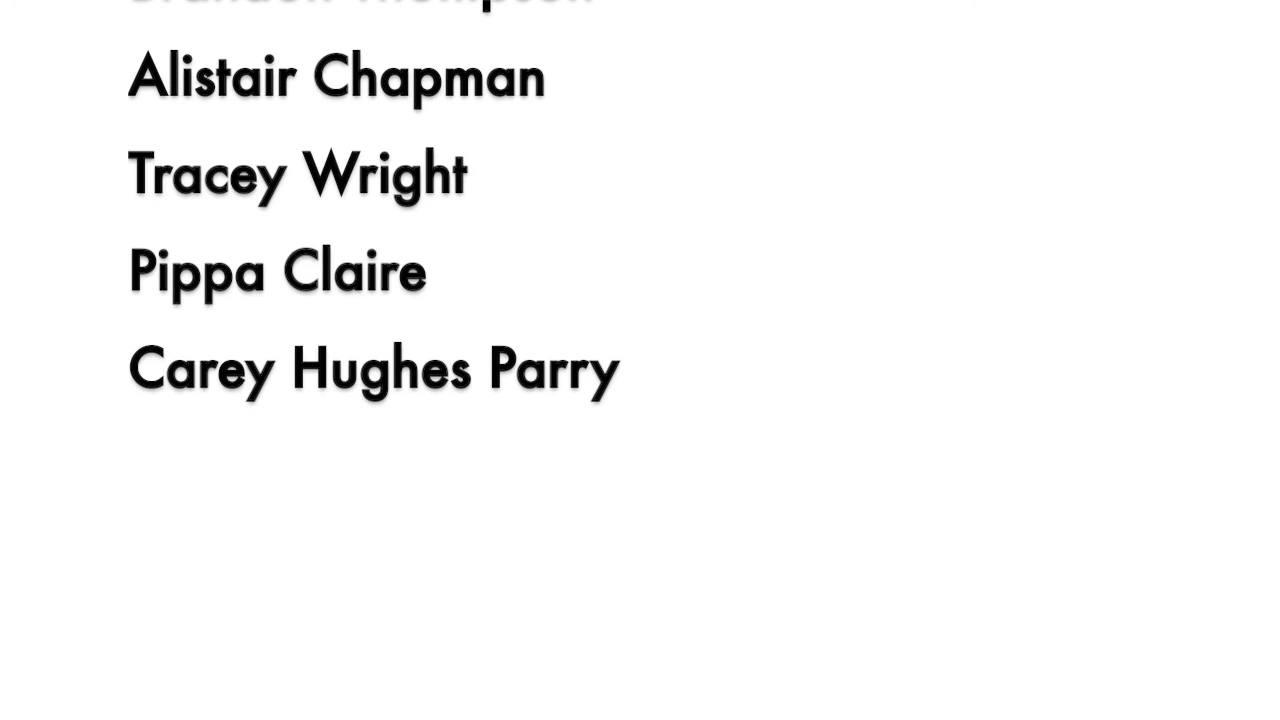 Alistair Chapman
Tracey Wright
Pippa Claire
Carey Hughes Parry